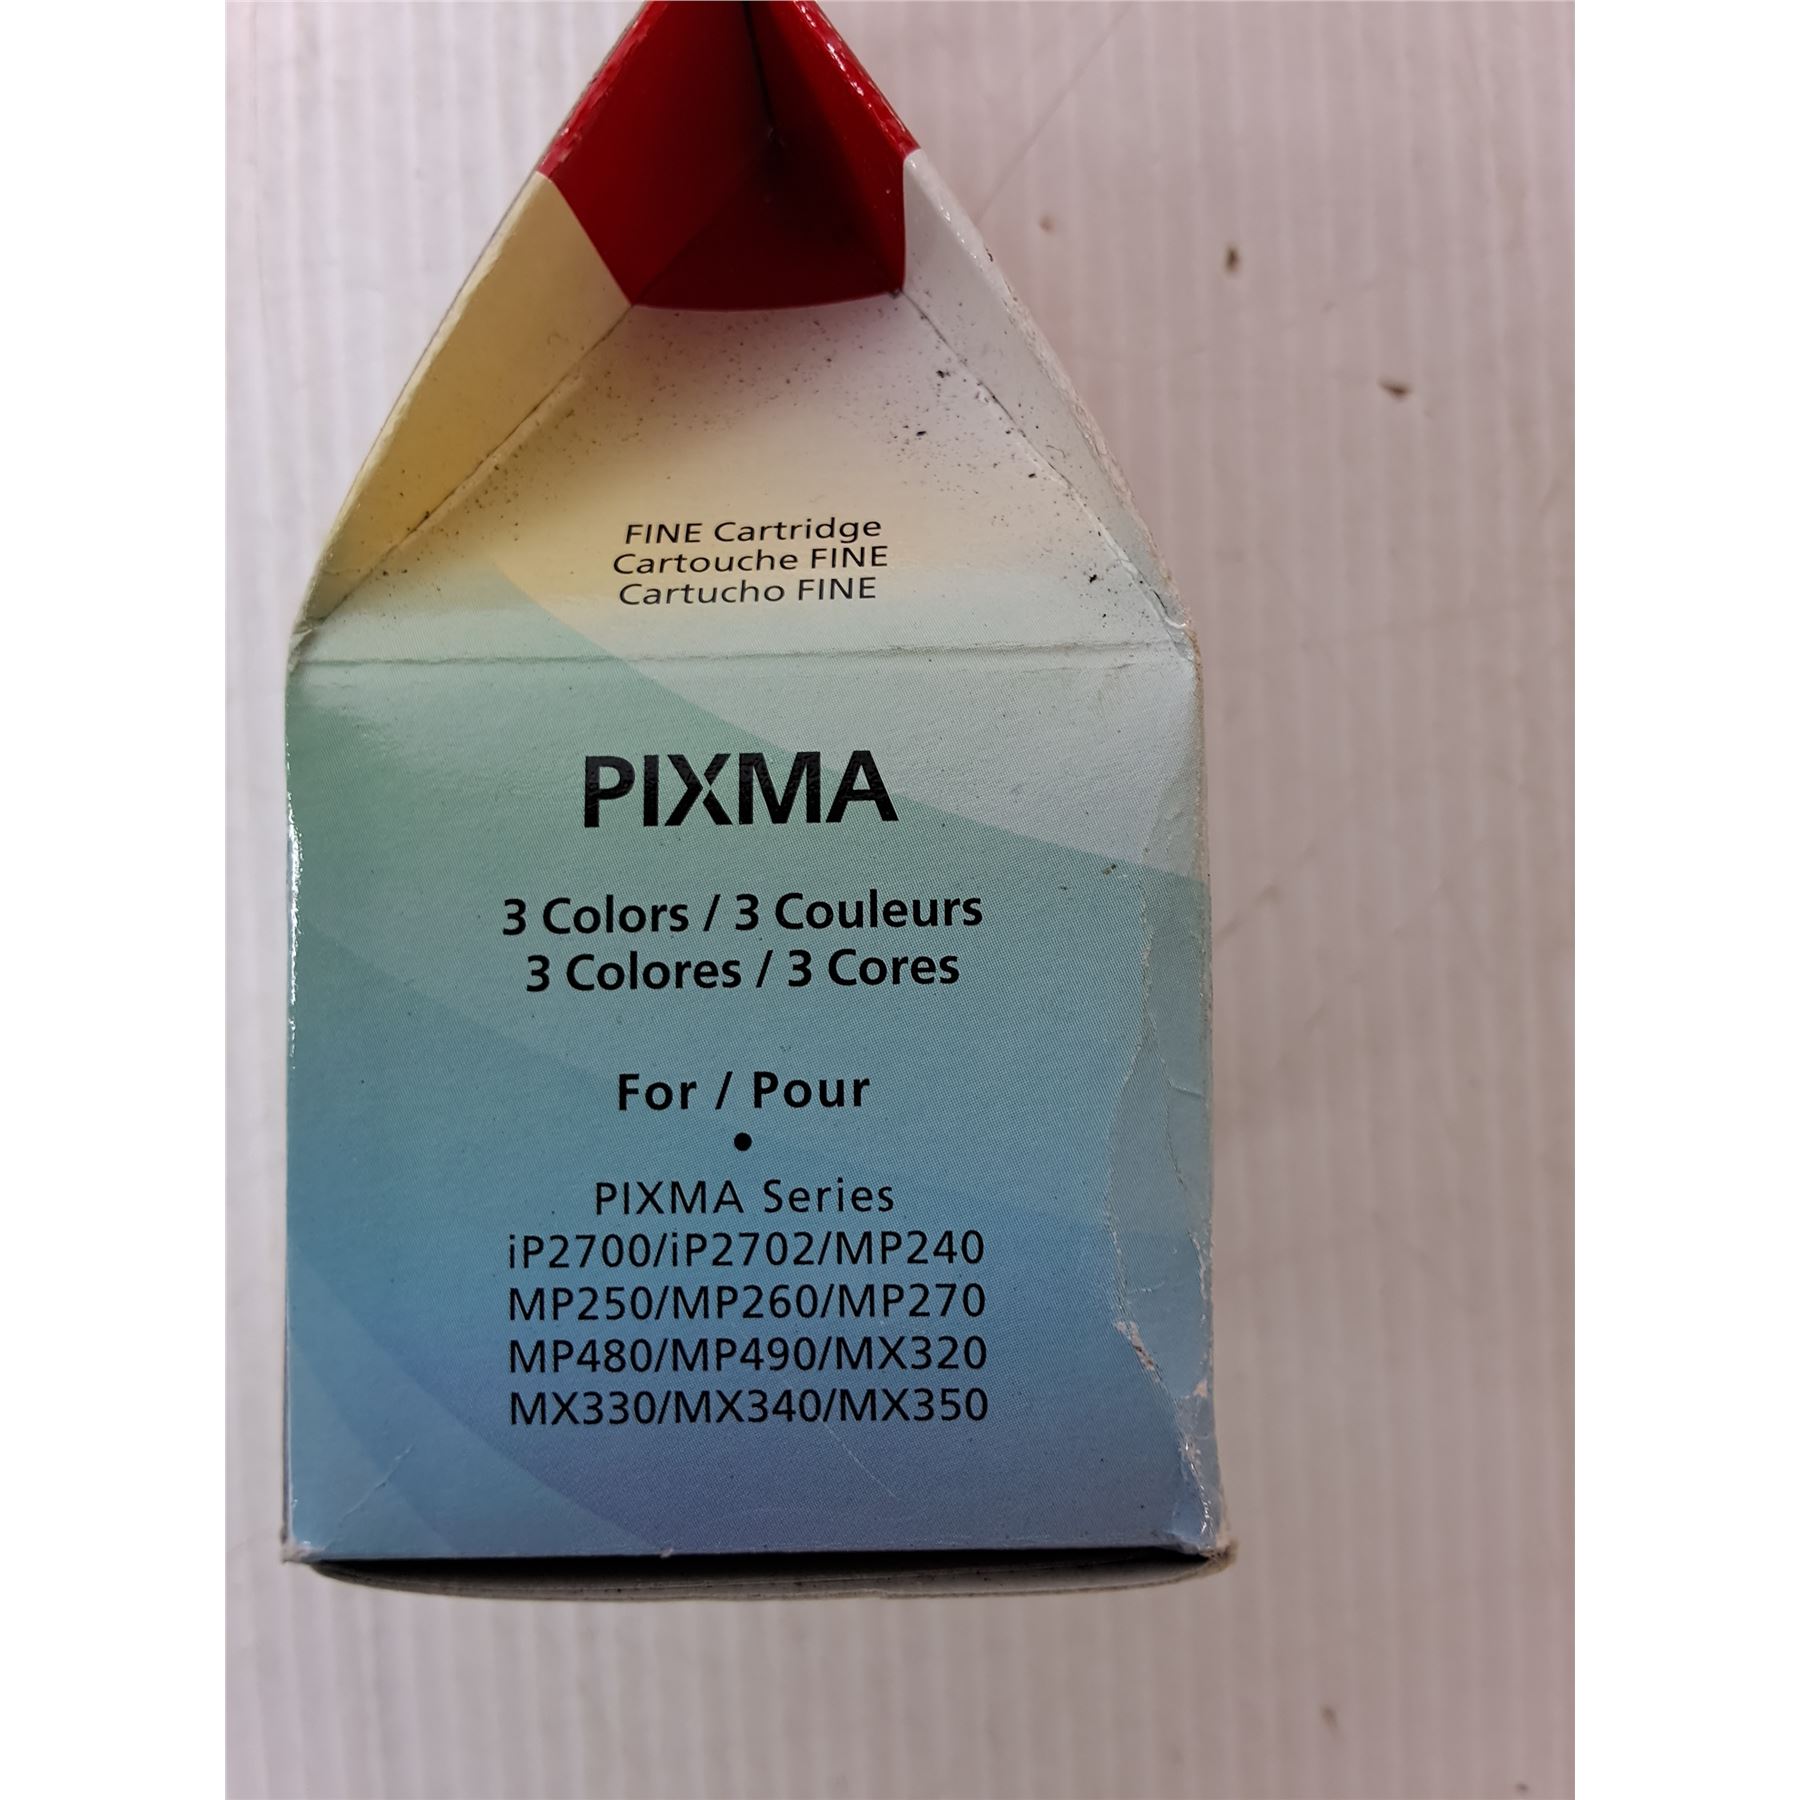 FINE Cartridge
Cartouche FINE
Cartucho FINE
PIXMA
3 Colors / 3 Couleurs
3 Colores / 3 Cores
For / Pour
•
PIXMA Series
iP2700/iP2702/MP240
MP250/MP260/MP270
MP480/MP490/MX320
MX330/MX340/MX350